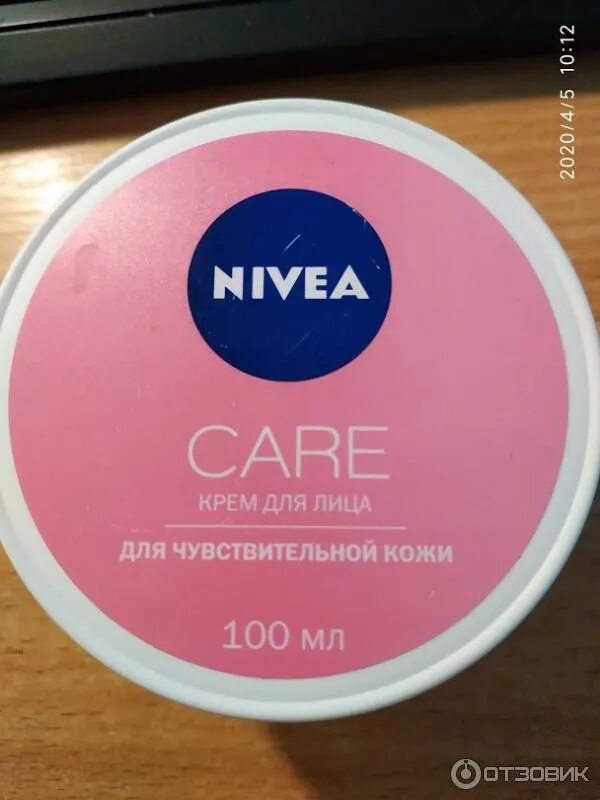 2020/4/5 10:12
NIVEA
CARE
КРЕМ ДЛЯ ЛИЦА
ДЛЯ ЧУВСТВИТЕЛЬНОЙ КОЖИ
100 мл
ОТЗОВИК